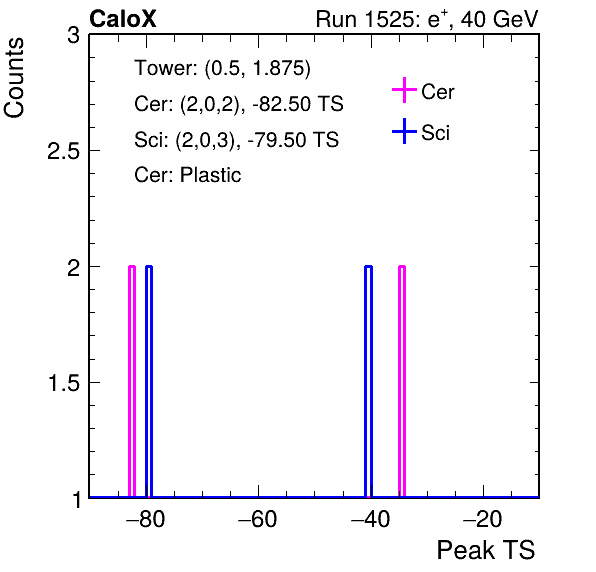 CaloX Run 1525: e⁺, 40 GeV
Counts
Tower: (0.5, 1.875)
Cer: (2,0,2), -82.50 TS
Sci: (2,0,3), -79.50 TS
Cer: Plastic
Cer
Sci
3
2.5
2
1.5
1
−80 −60 −40 −20
Peak TS